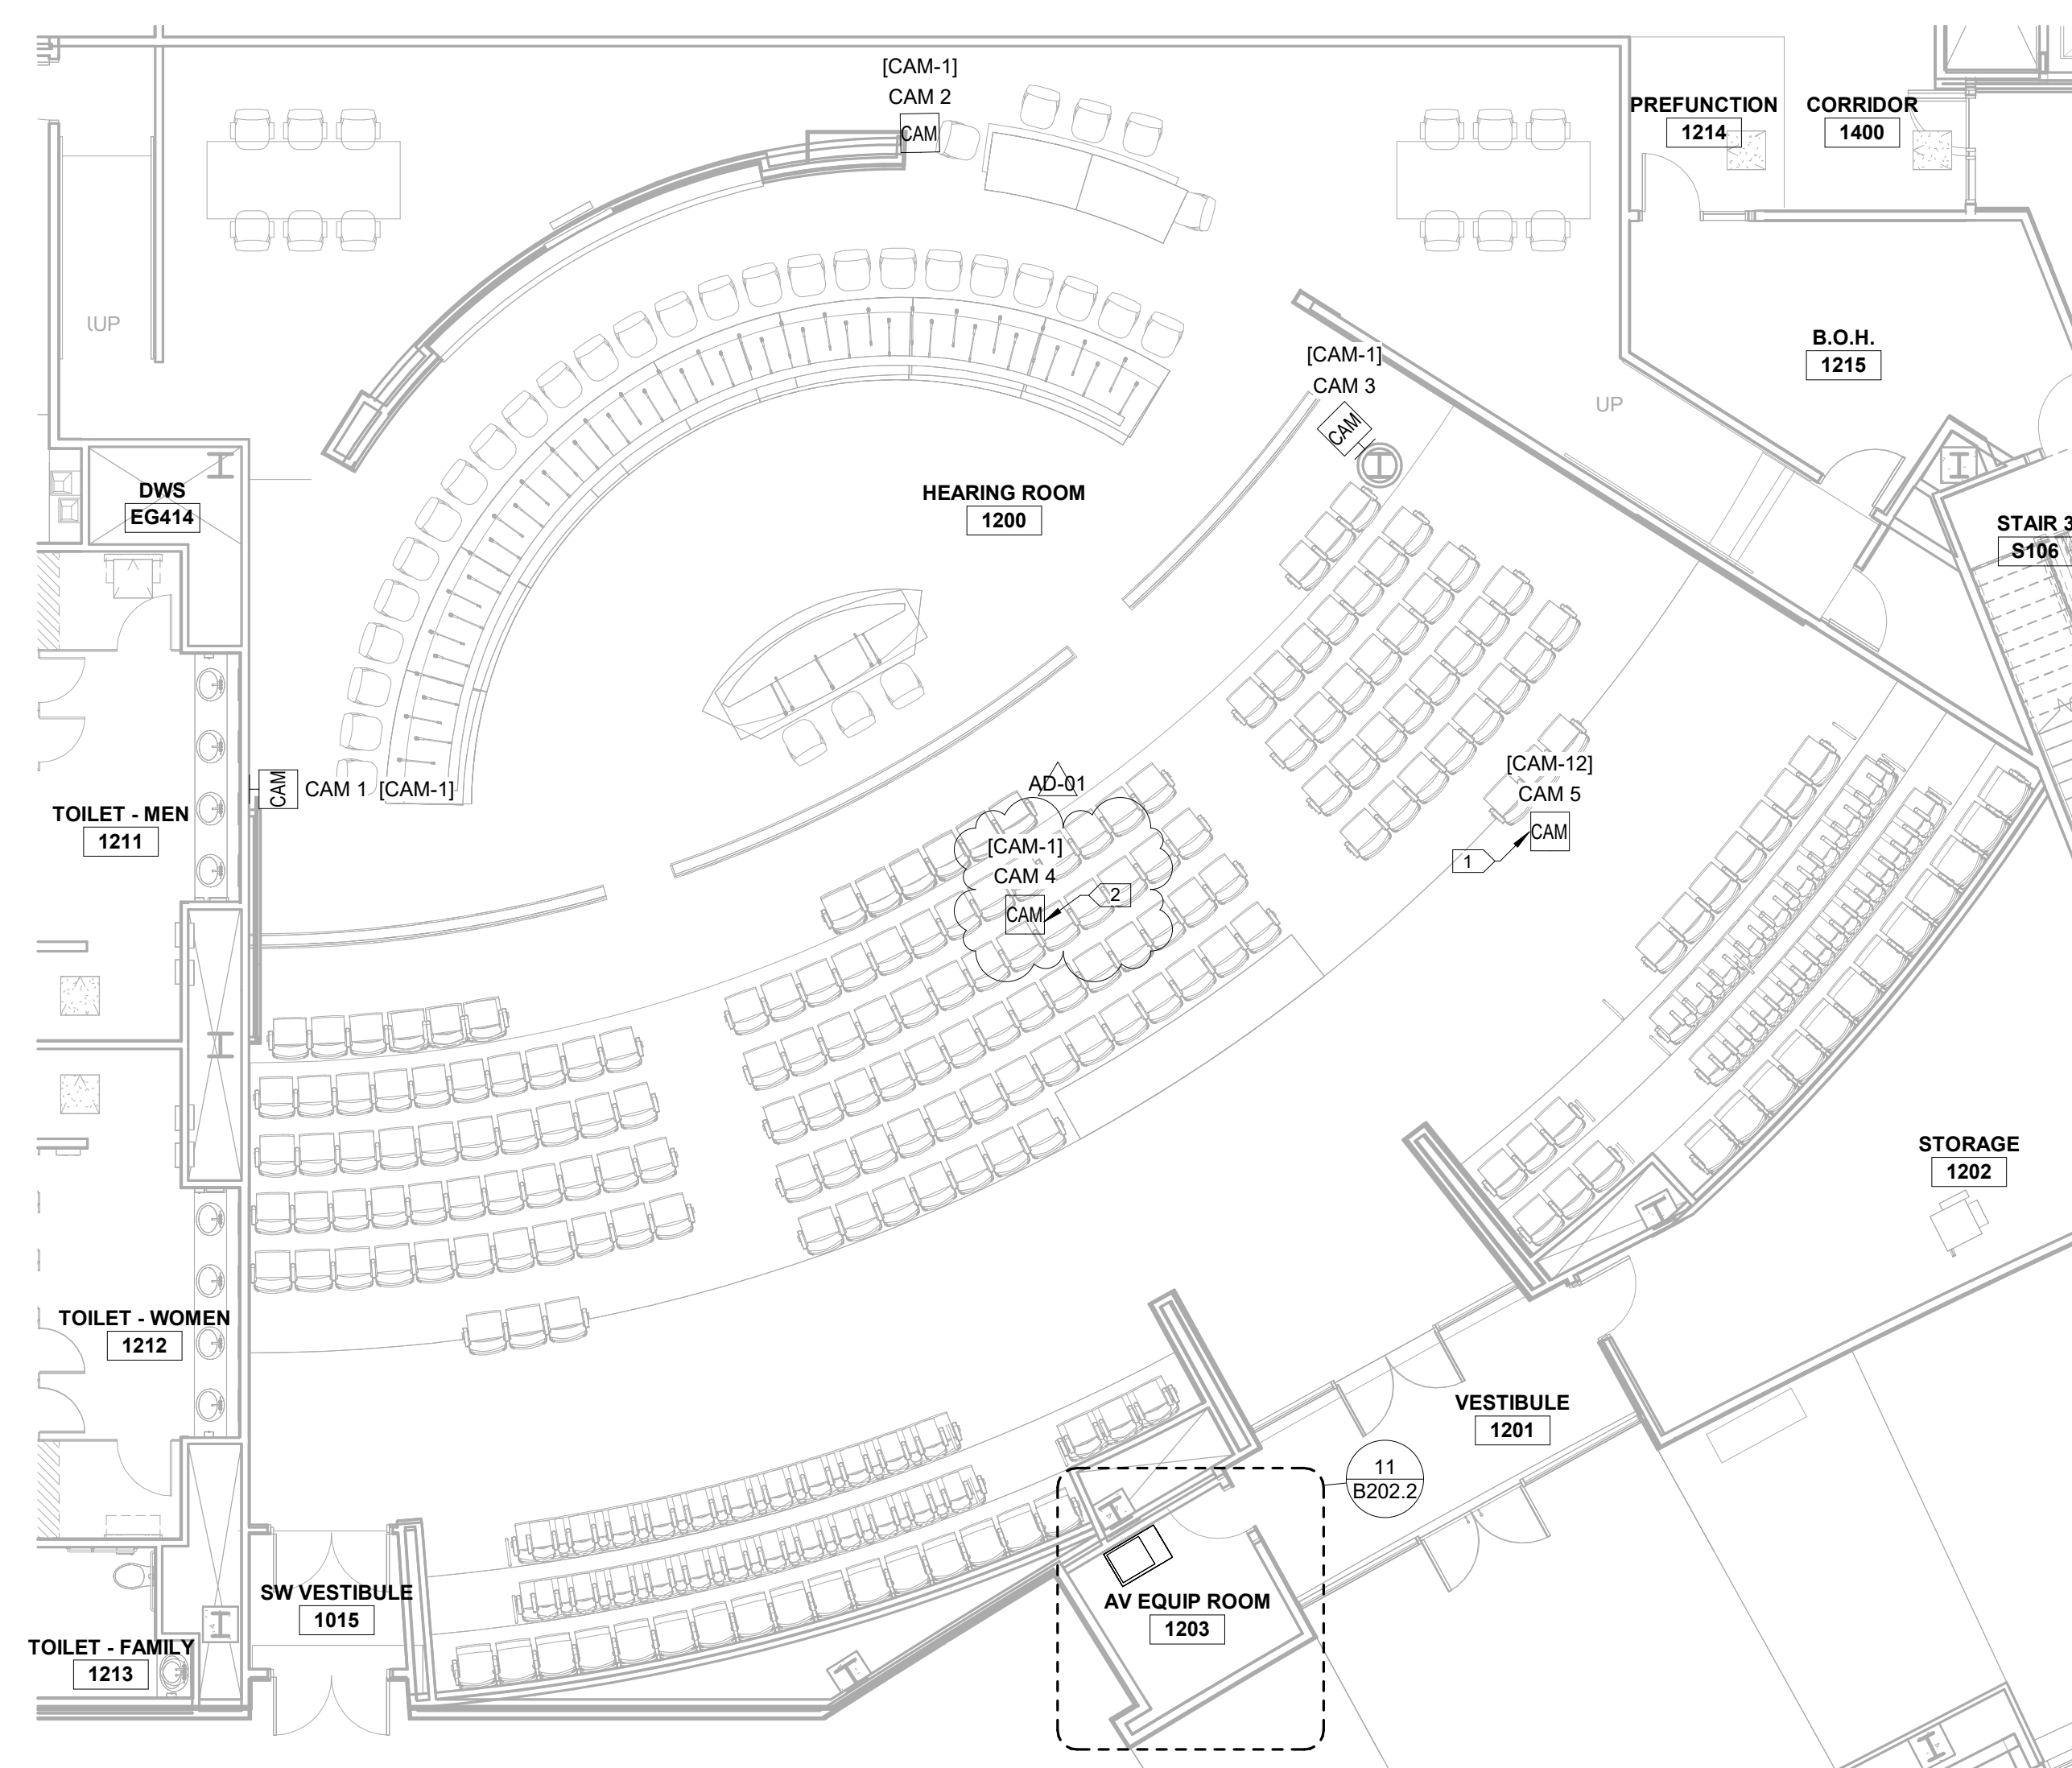 [CAM-1]
CAM 2
CAM
PREFUNCTION
1214
CORRIDOR
1400
UP
B.O.H.
1215
[CAM-1]
CAM 3
CAM
UP
DWS
EG414
HEARING ROOM
1200
STAIR 3
S106
CAM
CAM 1
[CAM-1]
TOILET - MEN
1211
AD-01
[CAM-1]
CAM 4
CAM
2
[CAM-12]
CAM 5
CAM
1
STORAGE
1202
TOILET - WOMEN
1212
VESTIBULE
1201
11
B202.2
SW VESTIBULE
1015
AV EQUIP ROOM
1203
TOILET - FAMILY
1213